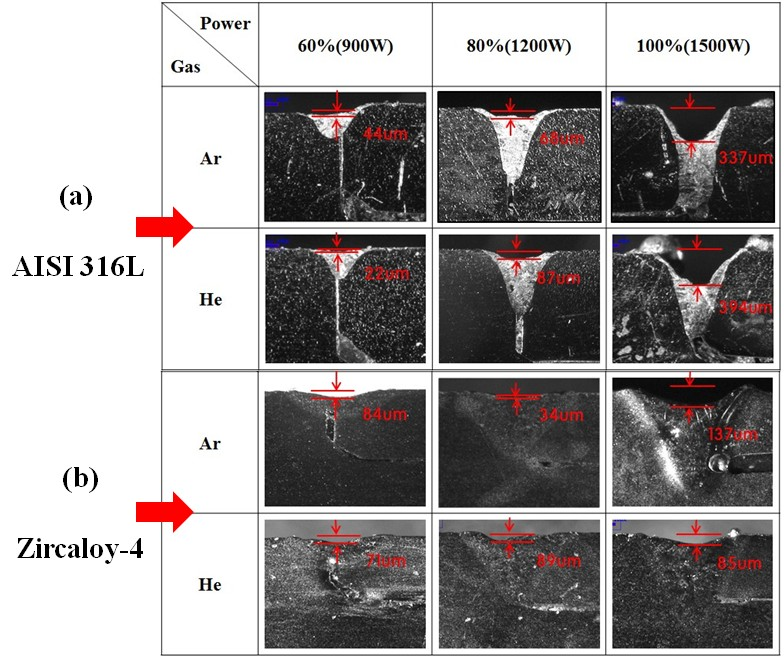 Power
Gas
60%(900W)
80%(1200W)
100%(1500W)
(a)
AISI 316L
Ar
44um
68um
337um
He
22um
87um
394um
(b)
Zircaloy-4
Ar
84um
34um
137um
He
71um
89um
85um